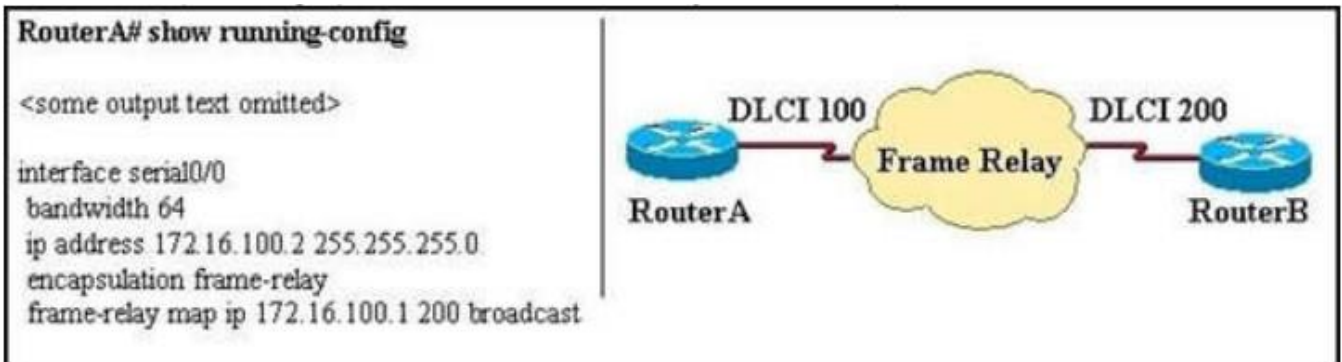 RouterA# show running-config
<some output text omitted>
interface serial0/0
bandwidth 64
ip address 172.16.100.2 255.255.255.0
encapsulation frame-relay
frame-relay map ip 172.16.100.1 200 broadcast
DLCI 100
DLCI 200
Frame Relay
RouterA
RouterB